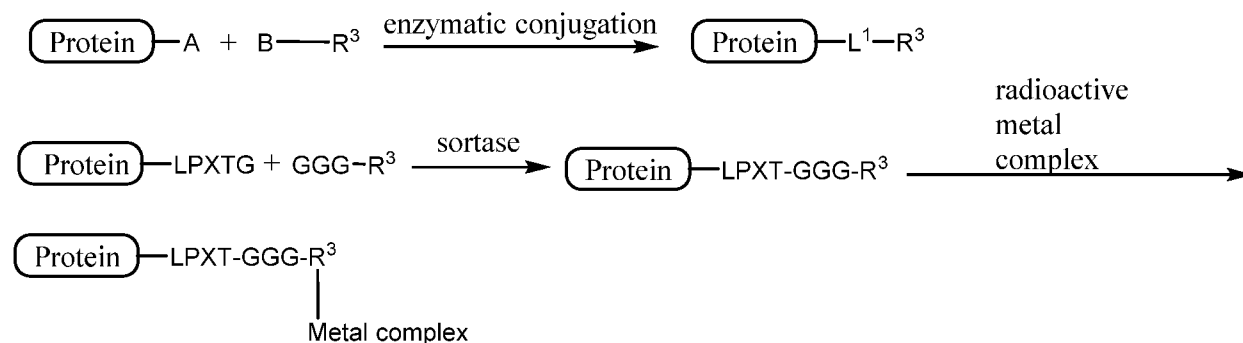 Protein—A + B—R³ enzymatic conjugation Protein—L¹—R³
Protein—LPXTG + GGG—R³ sortase Protein—LPXT-GGG-R³ radioactive metal complex
Protein—LPXT-GGG-R³
Metal complex